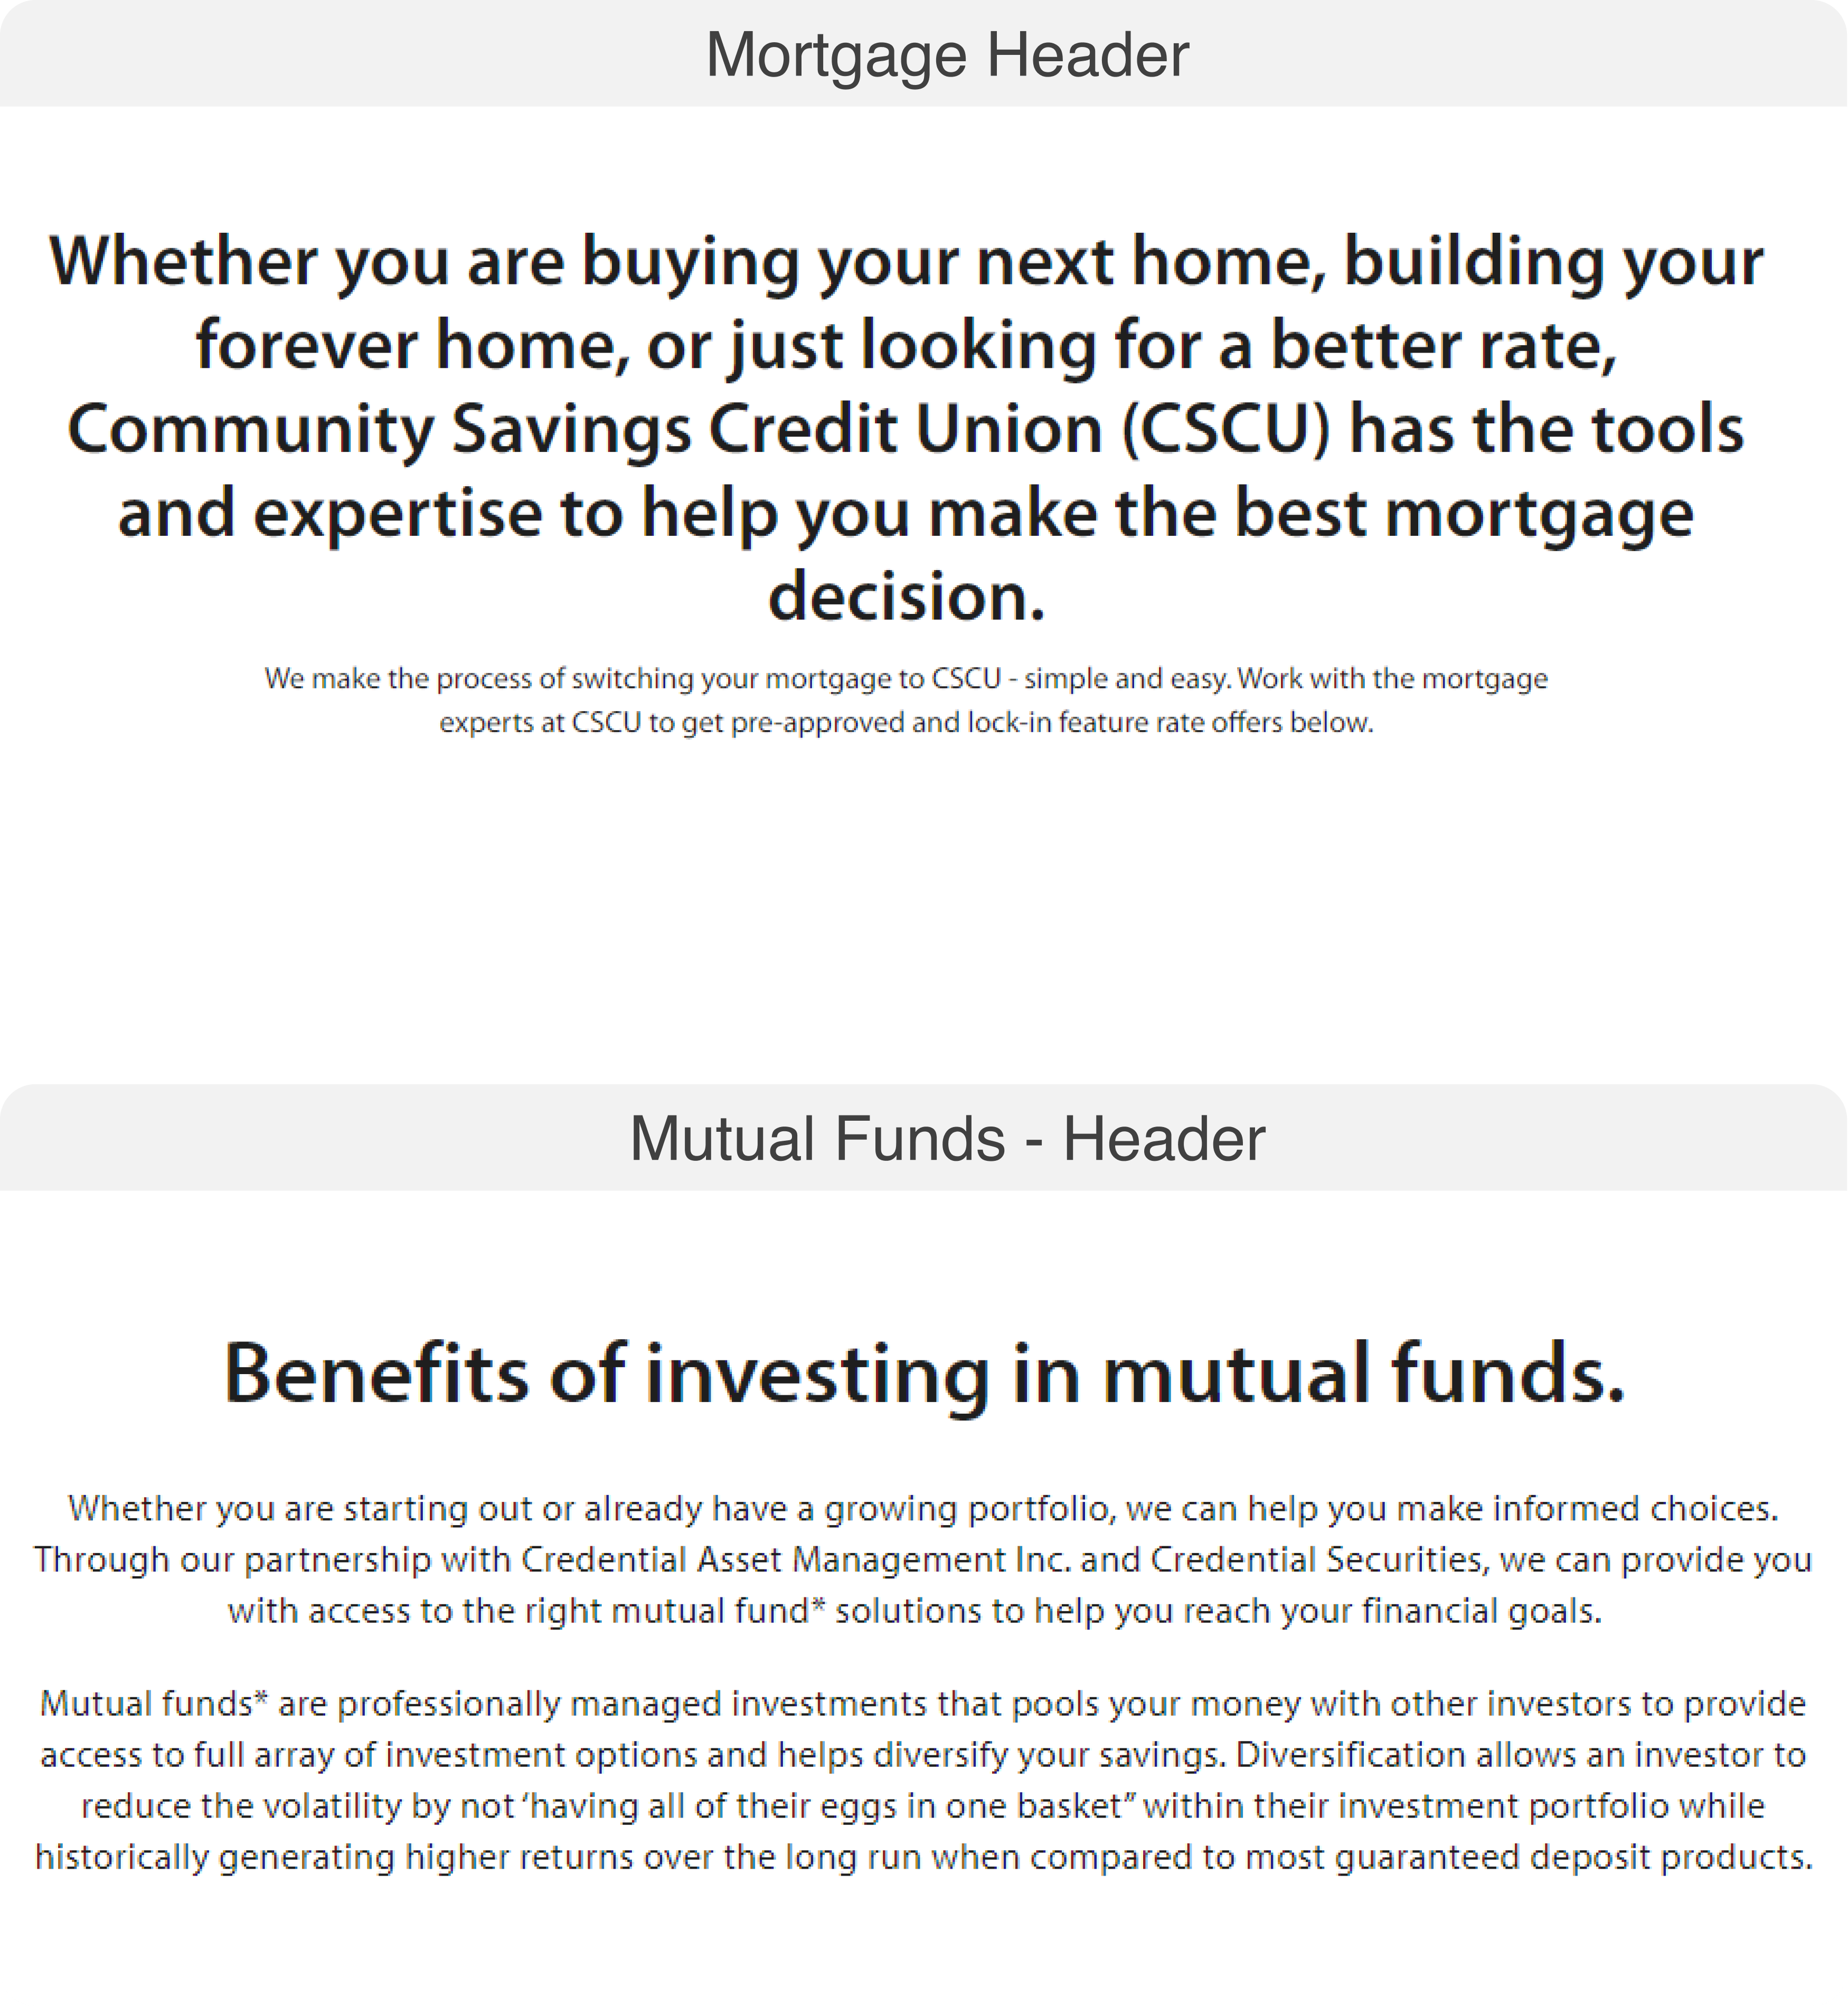 Mortgage Header
Whether you are buying your next home, building your
forever home, or just looking for a better rate,
Community Savings Credit Union (CSCU) has the tools
and expertise to help you make the best mortgage
decision.
We make the process of switching your mortgage to CSCU - simple and easy. Work with the mortgage
experts at CSCU to get pre-approved and lock-in feature rate offers below.
Mutual Funds - Header
Benefits of investing in mutual funds.
Whether you are starting out or already have a growing portfolio, we can help you make informed choices.
Through our partnership with Credential Asset Management Inc. and Credential Securities, we can provide you
with access to the right mutual fund* solutions to help you reach your financial goals.
Mutual funds* are professionally managed investments that pools your money with other investors to provide
access to full array of investment options and helps diversify your savings. Diversification allows an investor to
reduce the volatility by not ‘having all of their eggs in one basket” within their investment portfolio while
historically generating higher returns over the long run when compared to most guaranteed deposit products.